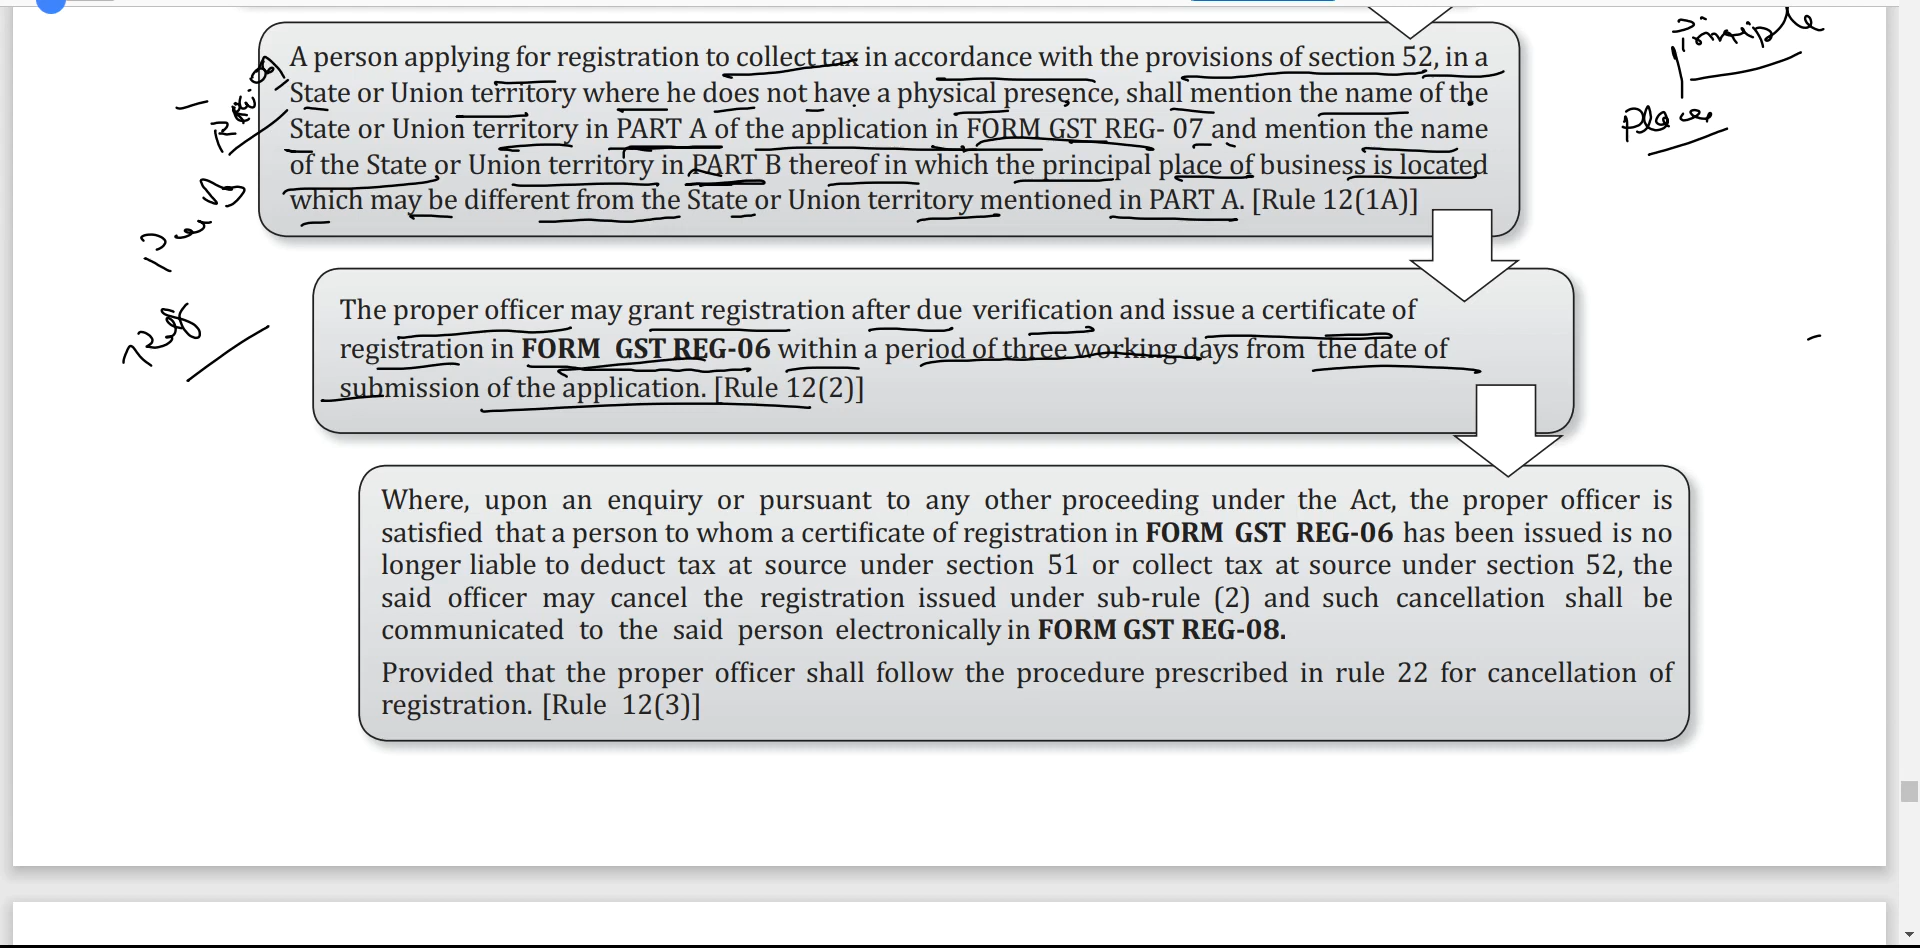 Principle
Place
A person applying for registration to collect tax in accordance with the provisions of section 52, in a
State or Union territory where he does not have a physical presence, shall mention the name of the
State or Union territory in PART A of the application in FORM GST REG- 07 and mention the name
of the State or Union territory in PART B thereof in which the principal place of business is located
which may be different from the State or Union territory mentioned in PART A. [Rule 12(1A)]
The proper officer may grant registration after due verification and issue a certificate of
registration in FORM GST REG-06 within a period of three working days from the date of
submission of the application. [Rule 12(2)]
Where, upon an enquiry or pursuant to any other proceeding under the Act, the proper officer is
satisfied that a person to whom a certificate of registration in FORM GST REG-06 has been issued is no
longer liable to deduct tax at source under section 51 or collect tax at source under section 52, the
said officer may cancel the registration issued under sub-rule (2) and such cancellation shall be
communicated to the said person electronically in FORM GST REG-08.
Provided that the proper officer shall follow the procedure prescribed in rule 22 for cancellation of
registration. [Rule 12(3)]